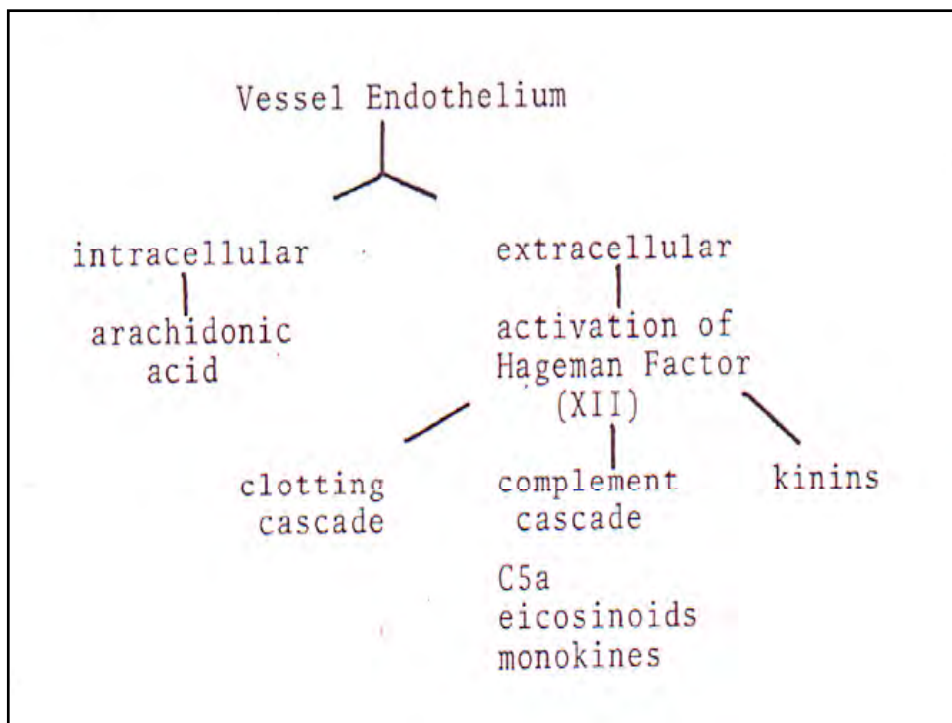 Vessel Endothelium
intracellular
extracellular
arachidonic
acid
activation of
Hageman Factor
(XII)
clotting
cascade
complement
cascade
kinins
C5a
eicosinoids
monokines